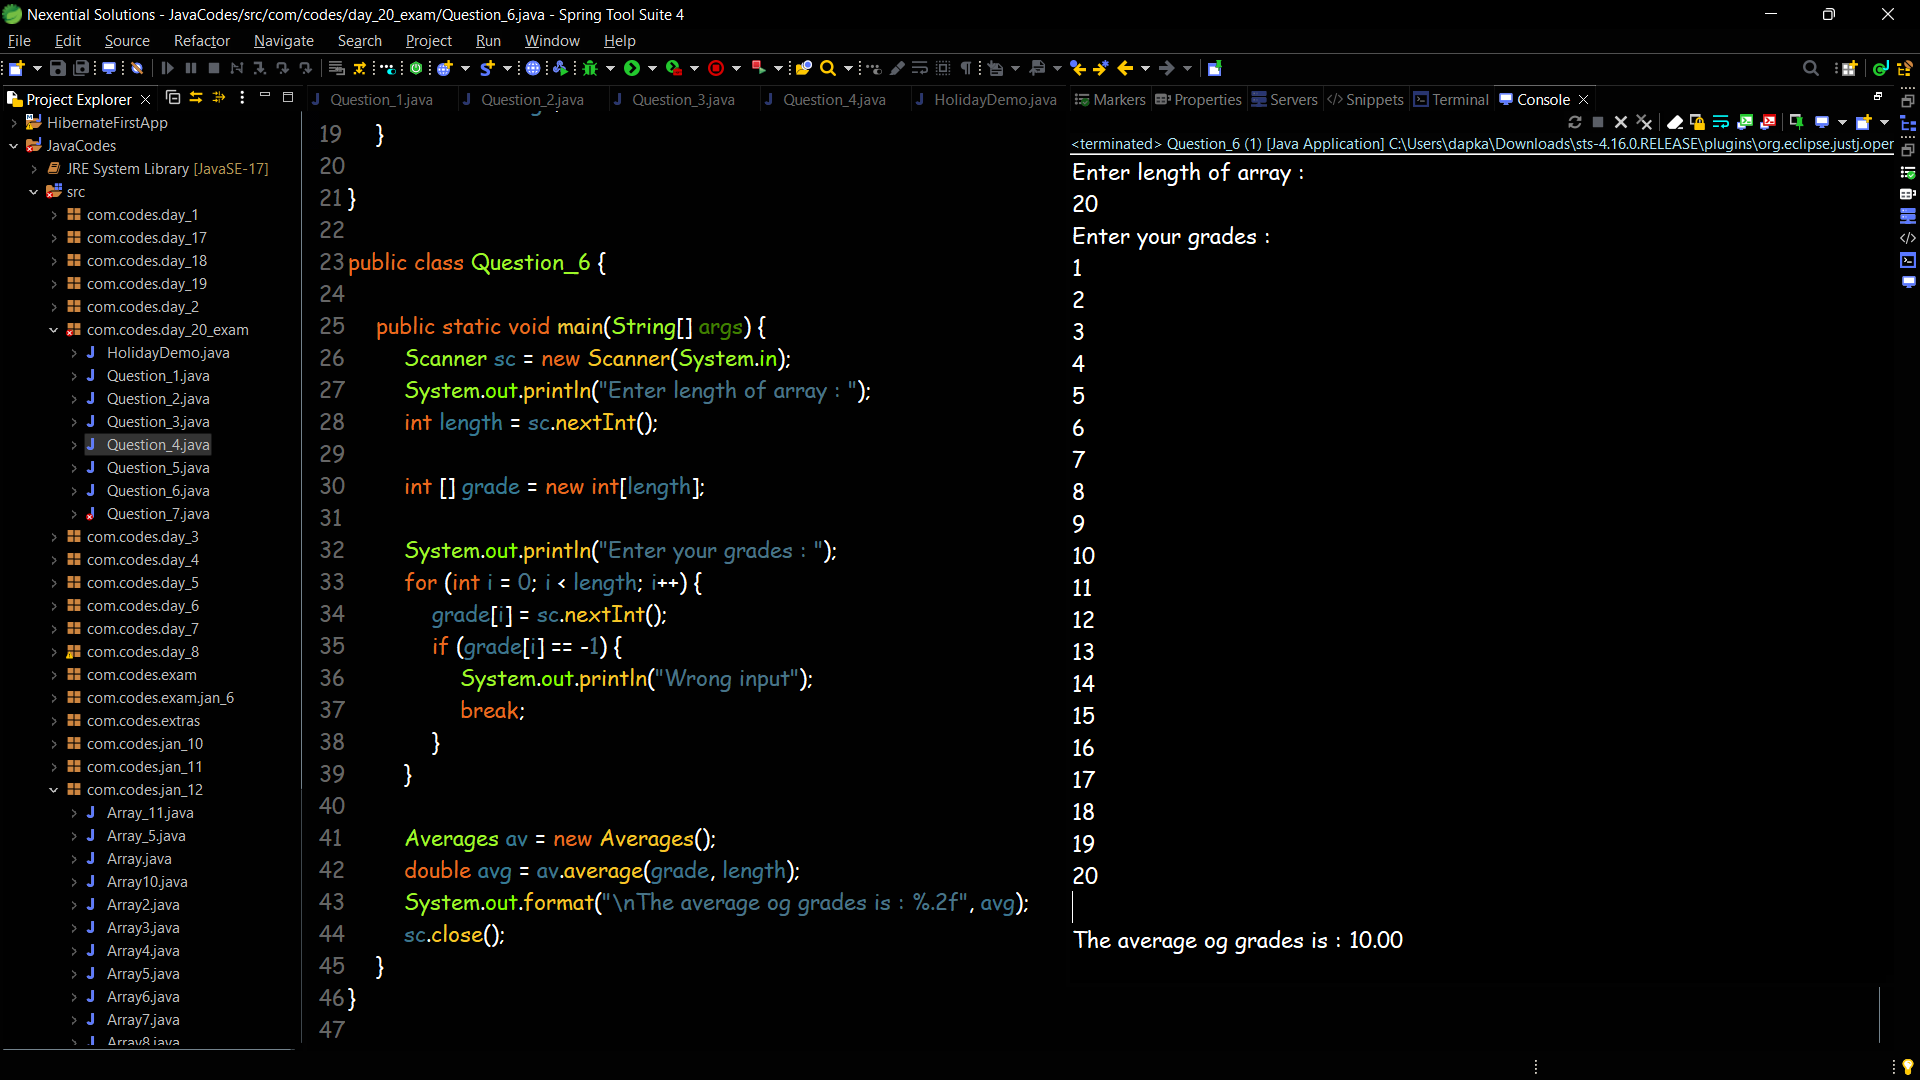 Nexential Solutions - JavaCodes/src/com/codes/day_20_exam/Question_6.java - Spring Tool Suite 4
File Edit Source Refactor Navigate Search Project Run Window Help
Project Explorer
HibernateFirstApp
JavaCodes
JRE System Library [JavaSE-17]
src
com.codes.day_1
com.codes.day_17
com.codes.day_18
com.codes.day_19
com.codes.day_2
com.codes.day_20_exam
HolidayDemo.java
Question_1.java
Question_2.java
Question_3.java
Question_4.java
Question_5.java
Question_6.java
Question_7.java
com.codes.day_3
com.codes.day_4
com.codes.day_5
com.codes.day_6
com.codes.day_7
com.codes.day_8
com.codes.exam
com.codes.exam.jan_6
com.codes.extras
com.codes.jan_10
com.codes.jan_11
com.codes.jan_12
Array_11.java
Array_5.java
Array.java
Array10.java
Array2.java
Array3.java
Array4.java
Array5.java
Array6.java
Array7.java
Array8.java
Question_1.java Question_2.java Question_3.java Question_4.java HolidayDemo.java
19 }
20
21 }
22
23 public class Question_6 {
24
25 public static void main(String[] args) {
26 Scanner sc = new Scanner(System.in);
27 System.out.println("Enter length of array : ");
28 int length = sc.nextInt();
29
30 int [] grade = new int[length];
31
32 System.out.println("Enter your grades : ");
33 for (int i = 0; i < length; i++) {
34 grade[i] = sc.nextInt();
35 if (grade[i] == -1) {
36 System.out.println("Wrong input");
37 break;
38 }
39 }
40
41 Averages av = new Averages();
42 double avg = av.average(grade, length);
43 System.out.format("\nThe average og grades is : %.2f", avg);
44 sc.close();
45 }
46 }
47
Markers Properties Servers Snippets Terminal Console
<terminated> Question_6 (1) [Java Application] C:\Users\dapka\Downloads\sts-4.16.0.RELEASE\plugins\org.eclipse.justj.oper
Enter length of array :
20
Enter your grades :
1
2
3
4
5
6
7
8
9
10
11
12
13
14
15
16
17
18
19
20
The average og grades is : 10.00